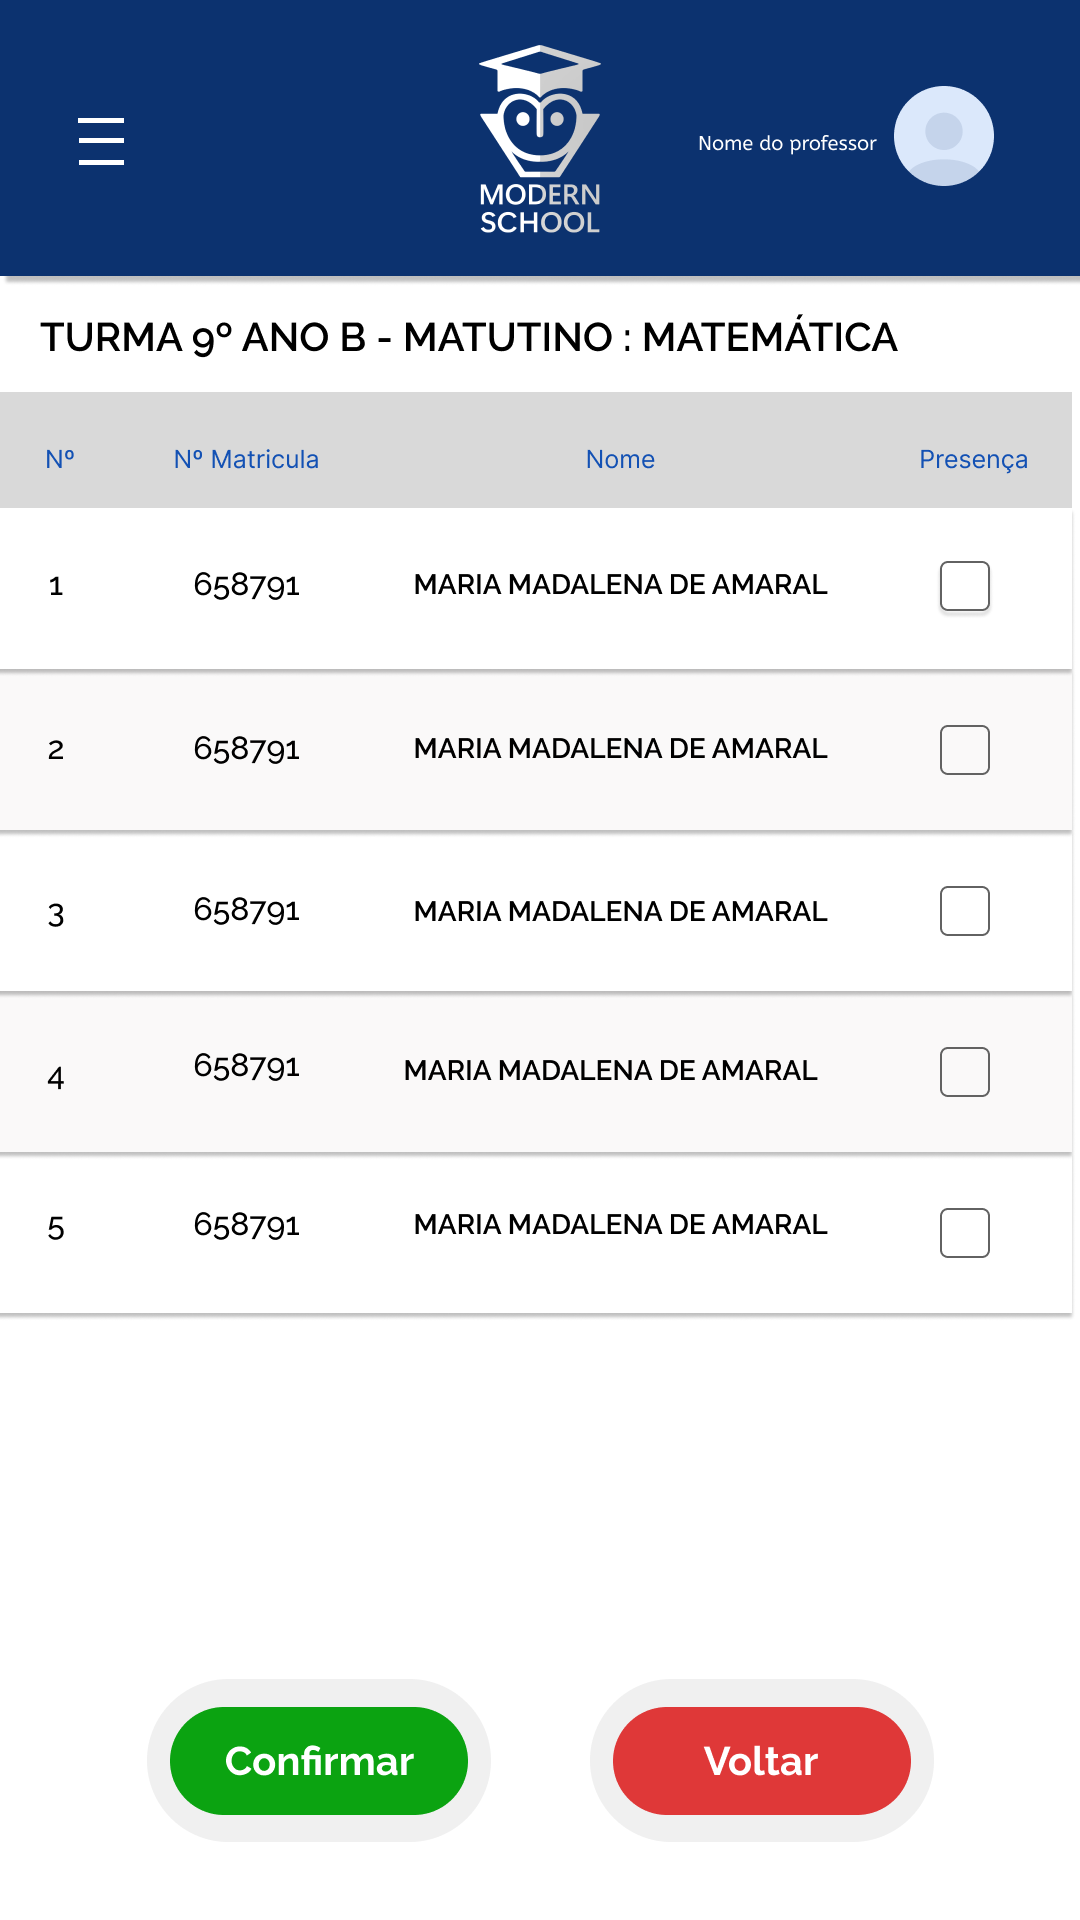 Nome do professor
MODERN
SCHOOL
TURMA 9º ANO B - MATUTINO : MATEMÁTICA
Nº Nº Matricula Nome Presença
1 658791 MARIA MADALENA DE AMARAL
2 658791 MARIA MADALENA DE AMARAL
3 658791 MARIA MADALENA DE AMARAL
4 658791 MARIA MADALENA DE AMARAL
5 658791 MARIA MADALENA DE AMARAL
Confirmar Voltar